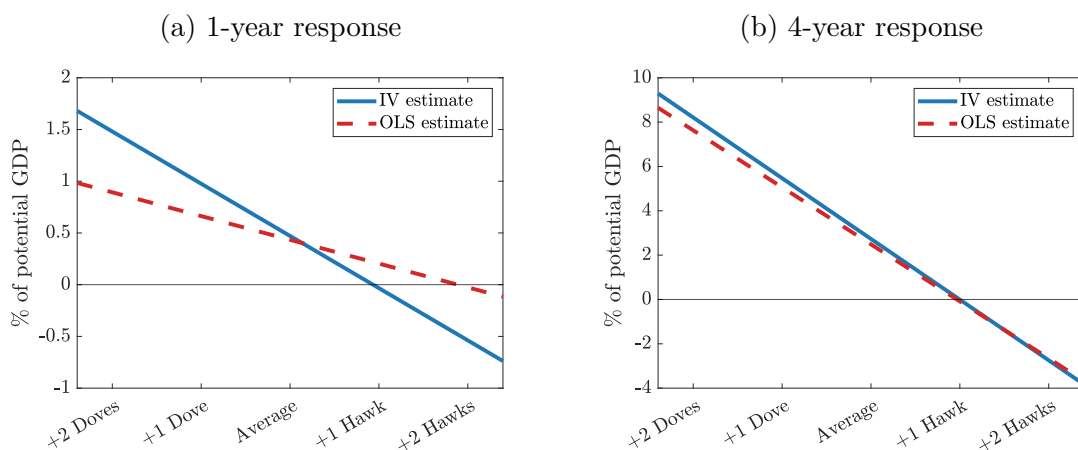 (a) 1-year response
% of potential GDP
2
1.5
1
0.5
0
-0.5
-1
IV estimate
OLS estimate
+2 Doves
+1 Dove
Average
+1 Hawk
+2 Hawks
(b) 4-year response
% of potential GDP
10
8
6
4
2
0
-2
-4
IV estimate
OLS estimate
+2 Doves
+1 Dove
Average
+1 Hawk
+2 Hawks